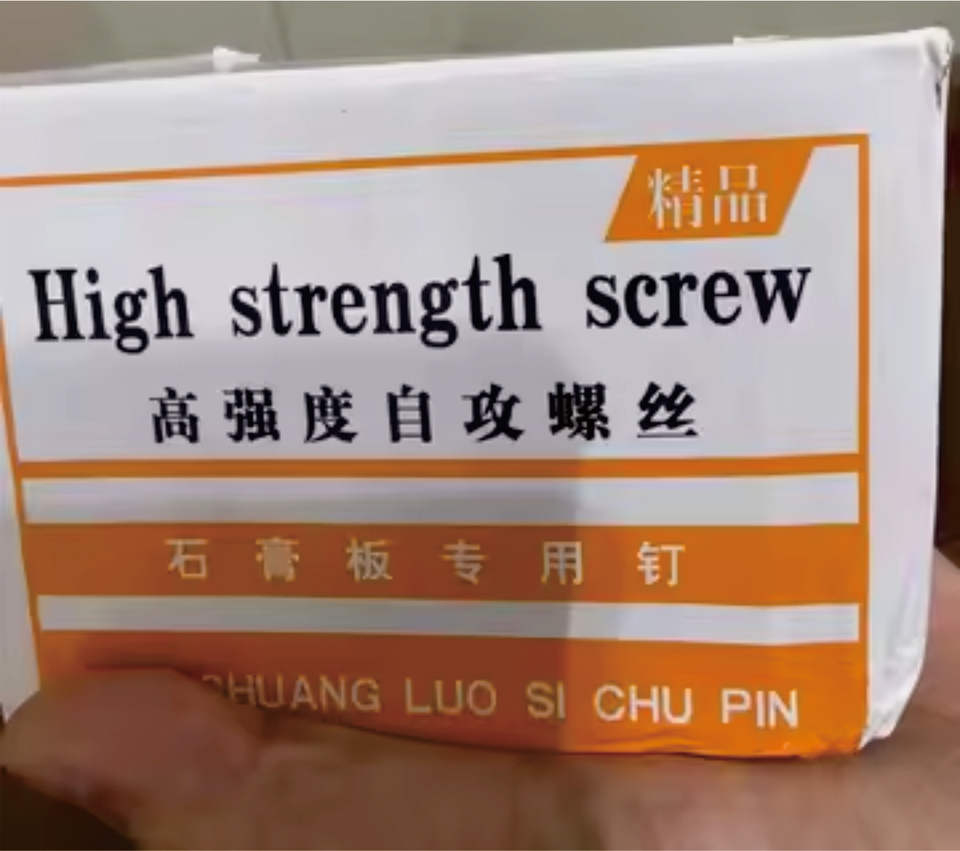 精品
High strength screw
高强度自攻螺丝
石膏板专用钉
HUANG LUO SI CHU PIN